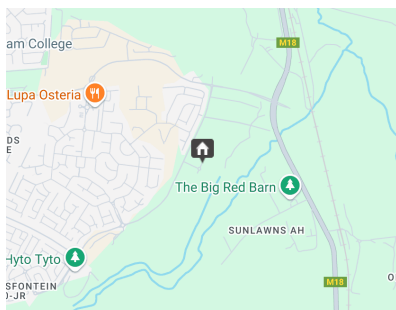 M18
am College
Lupa Osteria
DS
E
The Big Red Barn
SUNLAWNS AH
Hyto Tyto
SFONTEIN
O-JR
M18
O